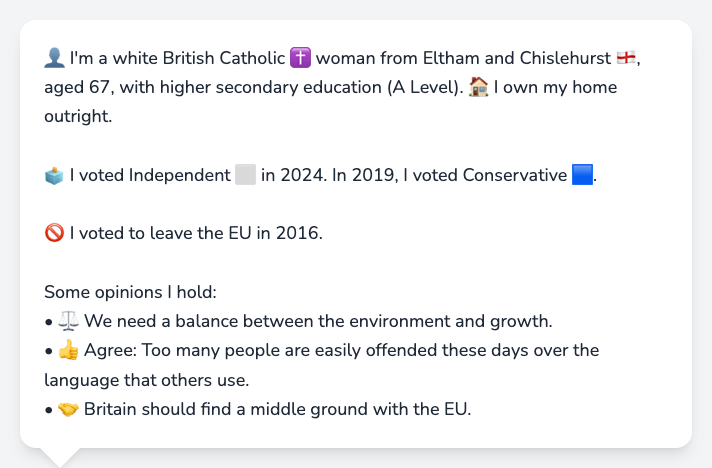 👤 I'm a white British Catholic ✝️ woman from Eltham and Chislehurst 🏴󠁧󠁢󠁥󠁮󠁧󠁿,
aged 67, with higher secondary education (A Level). 🏠 I own my home
outright.
🗳️ I voted Independent ⬜ in 2024. In 2019, I voted Conservative 🟦.
🚫 I voted to leave the EU in 2016.
Some opinions I hold:
• ⚖️ We need a balance between the environment and growth.
• 👍 Agree: Too many people are easily offended these days over the
language that others use.
• 🤝 Britain should find a middle ground with the EU.